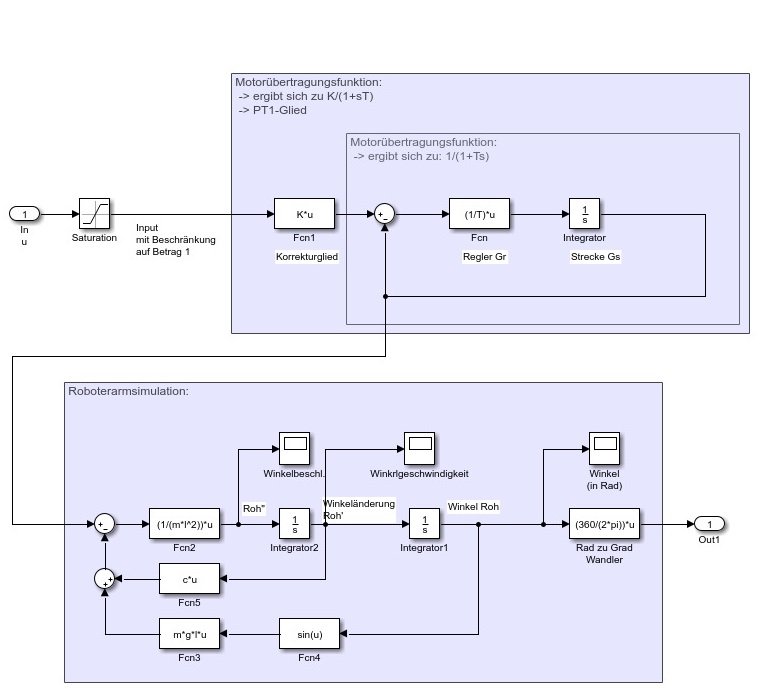 Motorübertragungsfunktion:
-> ergibt sich zu K/(1+sT)
-> PT1-Glied
Motorübertragungsfunktion:
-> ergibt sich zu: 1/(1+Ts)
1
In
u
Saturation
Input
mit Beschränkung
auf Betrag 1
K*u
Fcn1
Korrekturglied
+
−
(1/T)*u
Fcn
Regler Gr
1
s
Integrator
Strecke Gs
Roboterarmsimulation:
Winkelbeschl.
Winkrlgeschwindigkeit
Winkel
(in Rad)
+
−
(1/(m*l^2))*u
Fcn2
Roh''
1
s
Integrator2
Winkeländerung
Roh'
1
s
Integrator1
Winkel Roh
(360/(2*pi))*u
Rad zu Grad
Wandler
1
Out1
+
+
c*u
Fcn5
m*g*l*u
Fcn3
sin(u)
Fcn4